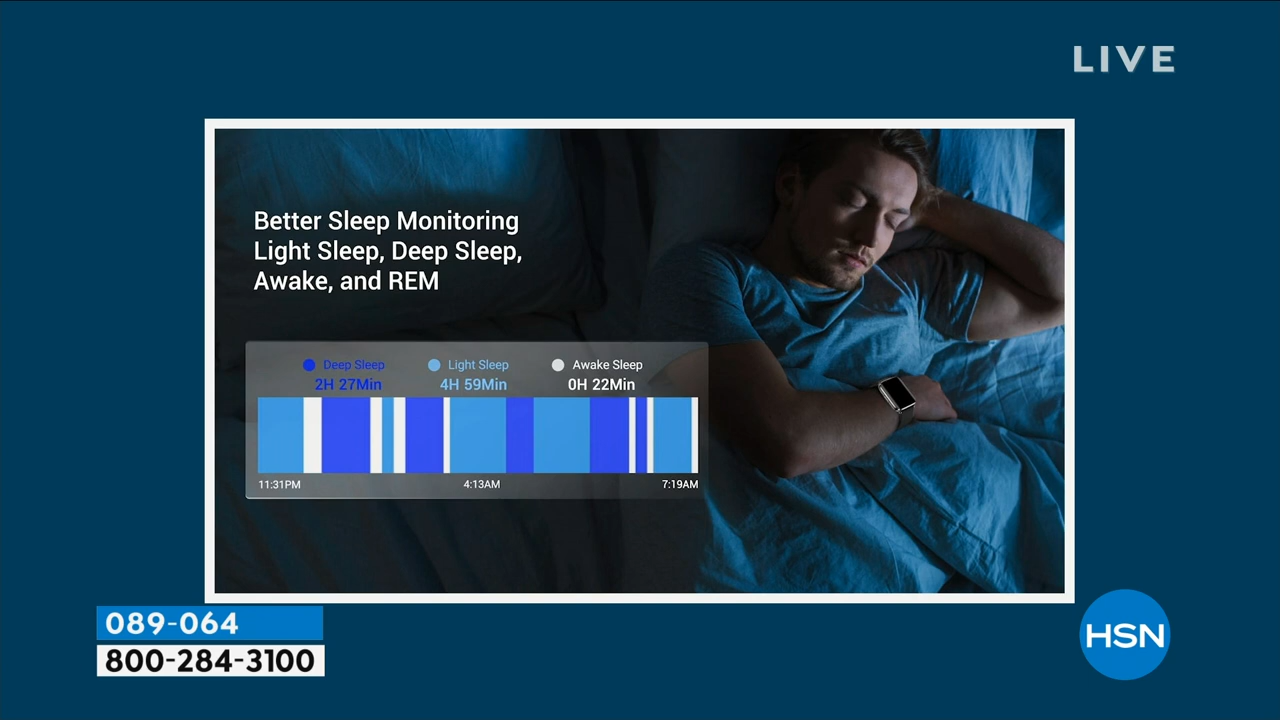 LIVE
Better Sleep Monitoring
Light Sleep, Deep Sleep,
Awake, and REM
Deep Sleep Light Sleep Awake Sleep
2H 27Min 4H 59Min 0H 22Min
11:31PM 4:13AM 7:19AM
089-064
800-284-3100
HSN